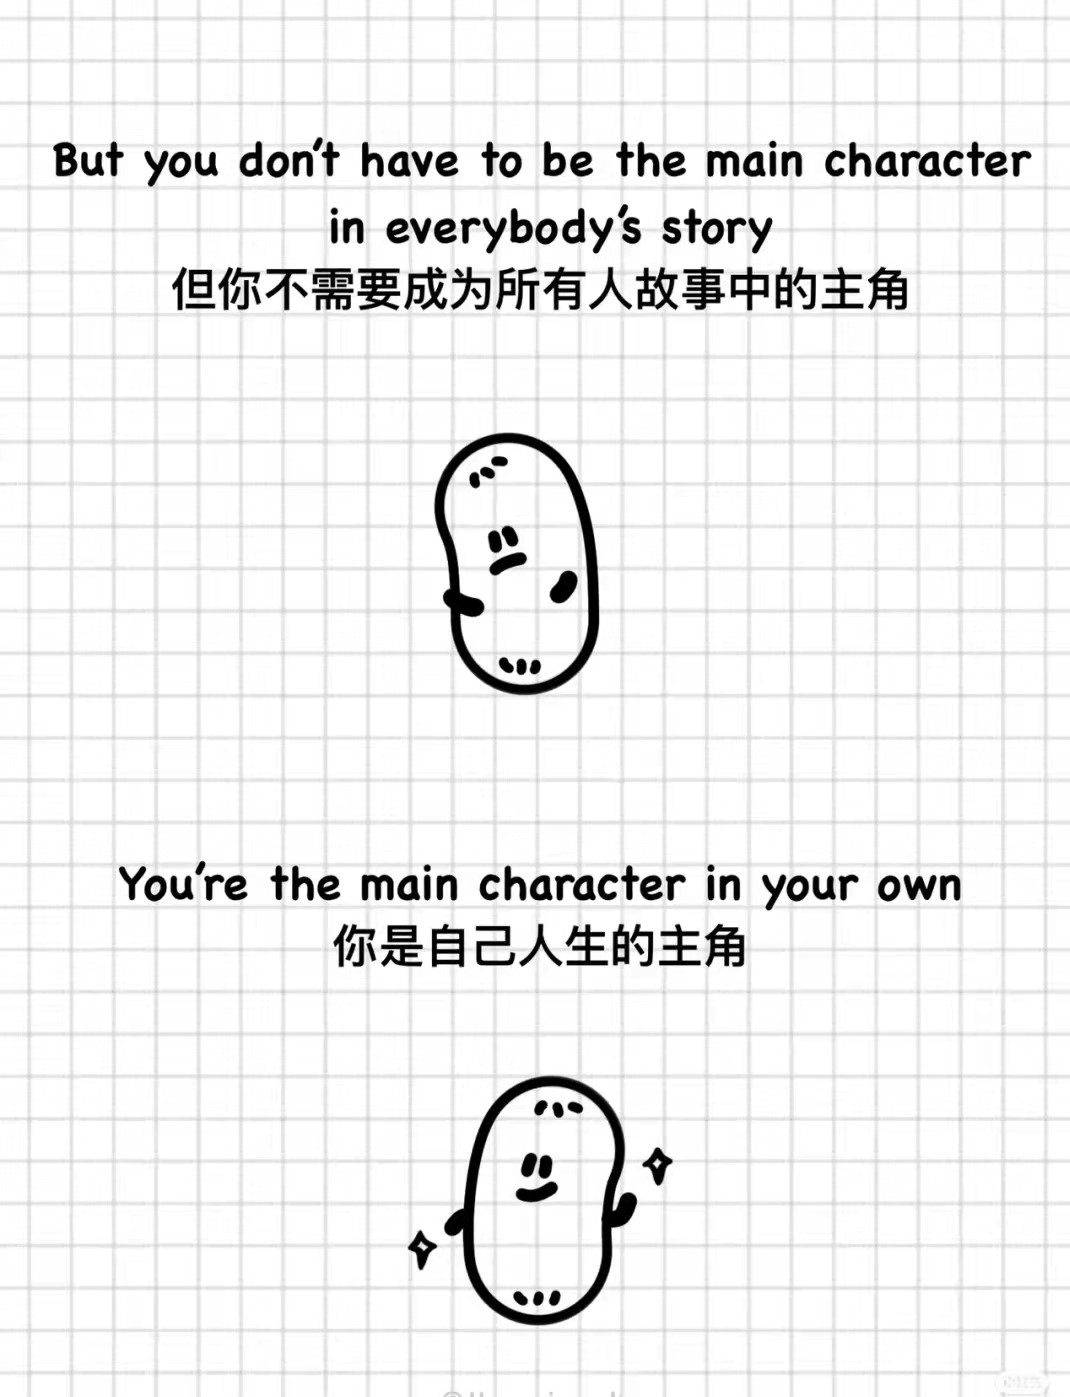 But you don't have to be the main character
in everybody's story
但你不需要成为所有人故事中的主角
You're the main character in your own
你是自己人生的主角